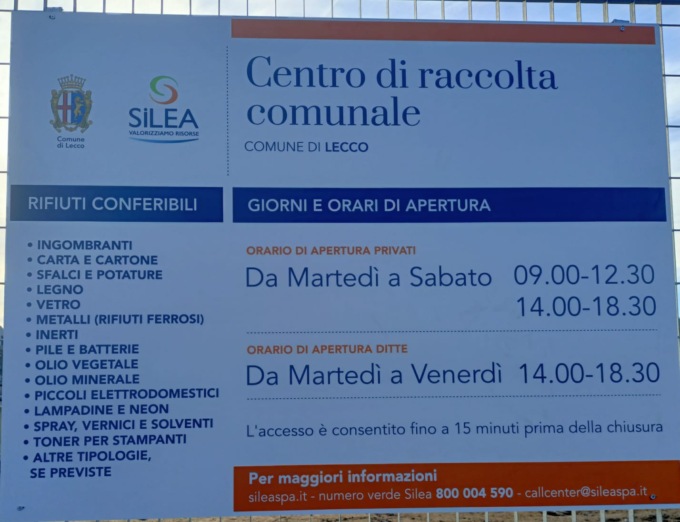 Centro di raccolta
comunale
COMUNE DI LECCO
Comune
di Lecco
SiLEA
VALORIZZIAMO RISORSE
RIFIUTI CONFERIBILI
• INGOMBRANTI
• CARTA E CARTONE
• SFALCI E POTATURE
• LEGNO
• VETRO
• METALLI (RIFIUTI FERROSI)
• INERTI
• PILE E BATTERIE
• OLIO VEGETALE
• OLIO MINERALE
• PICCOLI ELETTRODOMESTICI
• LAMPADINE E NEON
• SPRAY, VERNICI E SOLVENTI
• TONER PER STAMPANTI
• ALTRE TIPOLOGIE,
SE PREVISTE
GIORNI E ORARI DI APERTURA
ORARIO DI APERTURA PRIVATI
Da Martedì a Sabato 09.00-12.30
14.00-18.30
ORARIO DI APERTURA DITTE
Da Martedì a Venerdì 14.00-18.30
L'accesso è consentito fino a 15 minuti prima della chiusura
Per maggiori informazioni
sileaspa.it - numero verde Silea 800 004 590 - callcenter@sileaspa.it